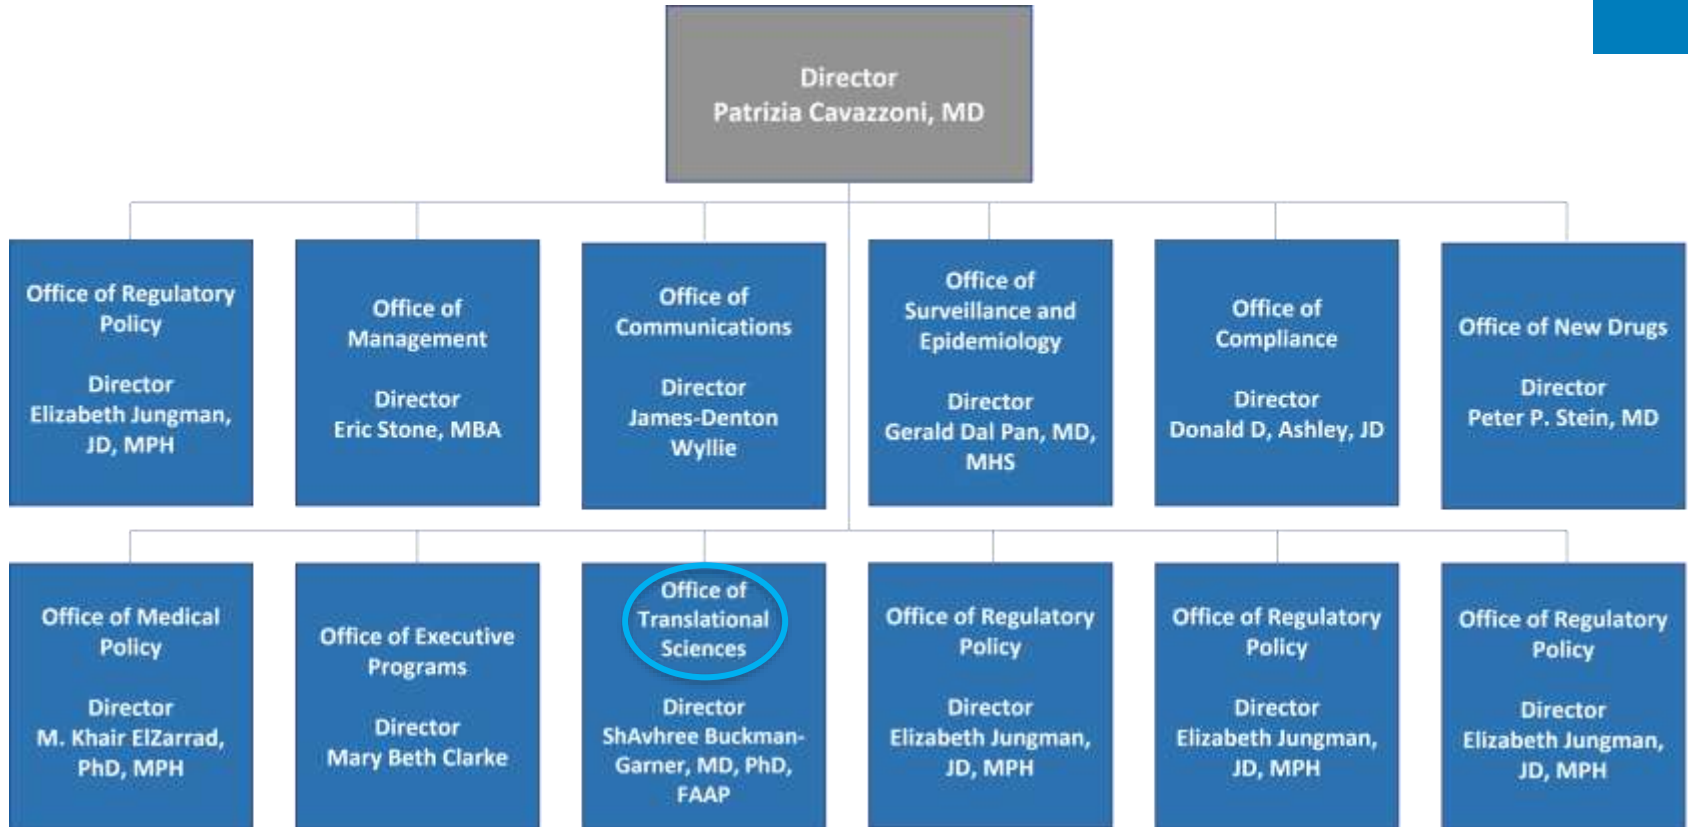 Director
Patrizia Cavazzoni, MD
Office of Regulatory
Policy
Director
Elizabeth Jungman,
JD, MPH
Office of
Management
Director
Eric Stone, MBA
Office of
Communications
Director
James-Denton
Wyllie
Office of
Surveillance and
Epidemiology
Director
Gerald Dal Pan, MD,
MHS
Office of
Compliance
Director
Donald D, Ashley, JD
Office of New Drugs
Director
Peter P. Stein, MD
Office of Medical
Policy
Director
M. Khair ElZarrad,
PhD, MPH
Office of Executive
Programs
Director
Mary Beth Clarke
Office of
Translational
Sciences
Director
ShAvhree Buckman-
Garner, MD, PhD,
FAAP
Office of Regulatory
Policy
Director
Elizabeth Jungman,
JD, MPH
Office of Regulatory
Policy
Director
Elizabeth Jungman,
JD, MPH
Office of Regulatory
Policy
Director
Elizabeth Jungman,
JD, MPH